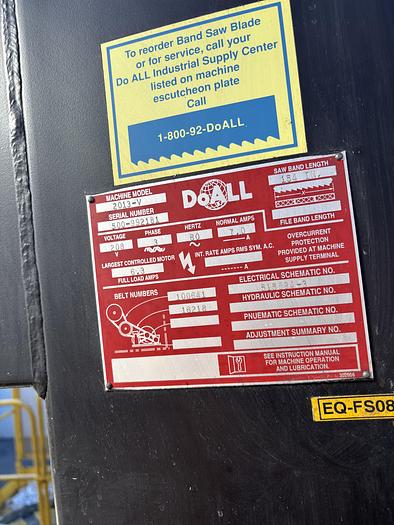 To reorder Band Saw Blade
or for service, call your
Do ALL Industrial Supply Center
listed on machine
escutcheon plate
Call
1-800-92-DoALL
MACHINE MODEL
2013-V
SERIAL NUMBER
DOALL
SAW BAND LENGTH
FILE BAND LENGTH
VOLTAGE PHASE HERTZ NORMAL AMPS
208 V 3 60 7.0 A
LARGEST CONTROLLED MOTOR
6.3
FULL LOAD AMPS
INT. RATE AMPS RMS SYM. A.C.
A
OVERCURRENT
PROTECTION
PROVIDED AT MACHINE
SUPPLY TERMINAL
BELT NUMBERS
100641
16218
ELECTRICAL SCHEMATIC NO.
HYDRAULIC SCHEMATIC NO.
PNUEMATIC SCHEMATIC NO.
ADJUSTMENT SUMMARY NO.
SEE INSTRUCTION MANUAL
FOR MACHINE OPERATION
AND LUBRICATION.
EQ-FS08